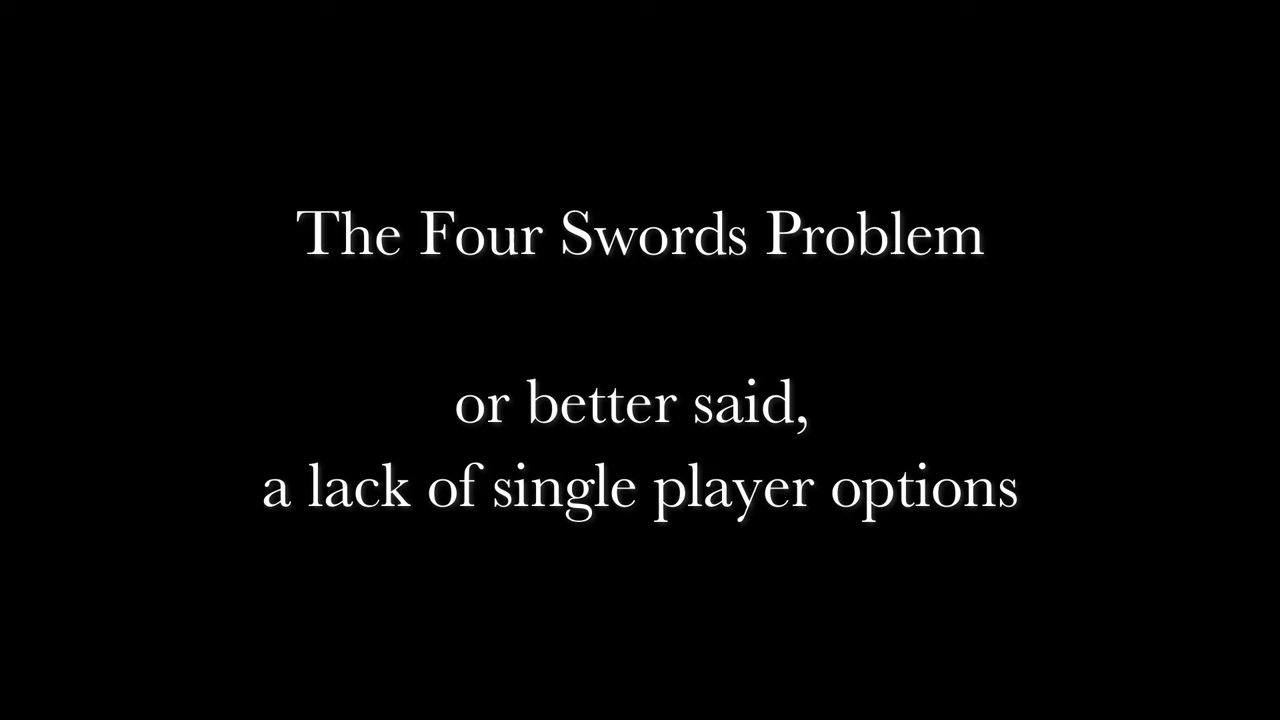 The Four Swords Problem
or better said,
a lack of single player options